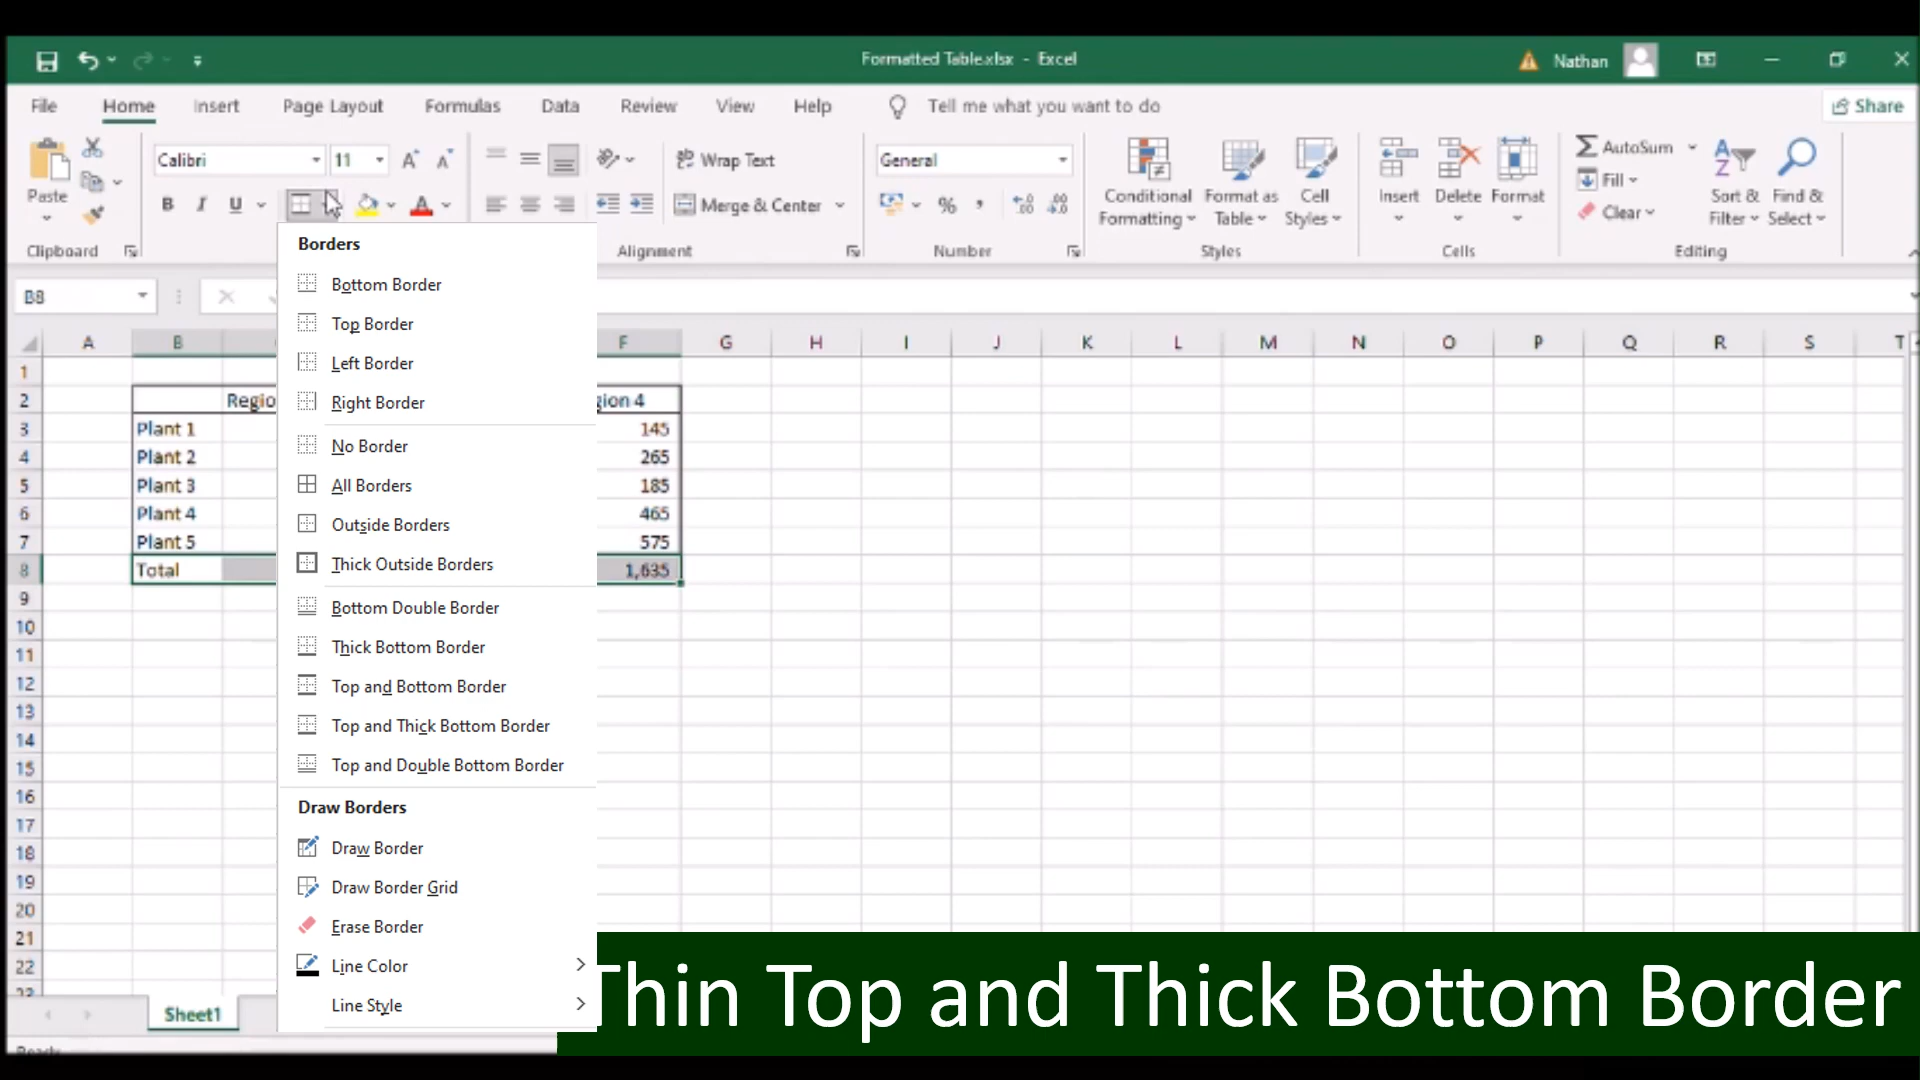 Formatted Table.xlsx - Excel
Nathan
File Home Insert Page Layout Formulas Data Review View Help Tell me what you want to do Share
Paste
Clipboard
Calibri 11
B I U
Wrap Text
Merge & Center
Alignment
General
%
Number
Conditional Formatting
Format as Table
Cell Styles
Styles
Insert
Delete
Format
Cells
AutoSum
Fill
Clear
Sort & Filter
Find & Select
Editing
B8
A B F G H I J K L M N O P Q R S T
1
2 Regio gion 4
3 Plant 1 145
4 Plant 2 265
5 Plant 3 185
6 Plant 4 465
7 Plant 5 575
8 Total 1,635
9
10
11
12
13
14
15
16
17
18
19
20
21
22
Borders
Bottom Border
Top Border
Left Border
Right Border
No Border
All Borders
Outside Borders
Thick Outside Borders
Bottom Double Border
Thick Bottom Border
Top and Bottom Border
Top and Thick Bottom Border
Top and Double Bottom Border
Draw Borders
Draw Border
Draw Border Grid
Erase Border
Line Color
Line Style
Sheet1
Thin Top and Thick Bottom Border